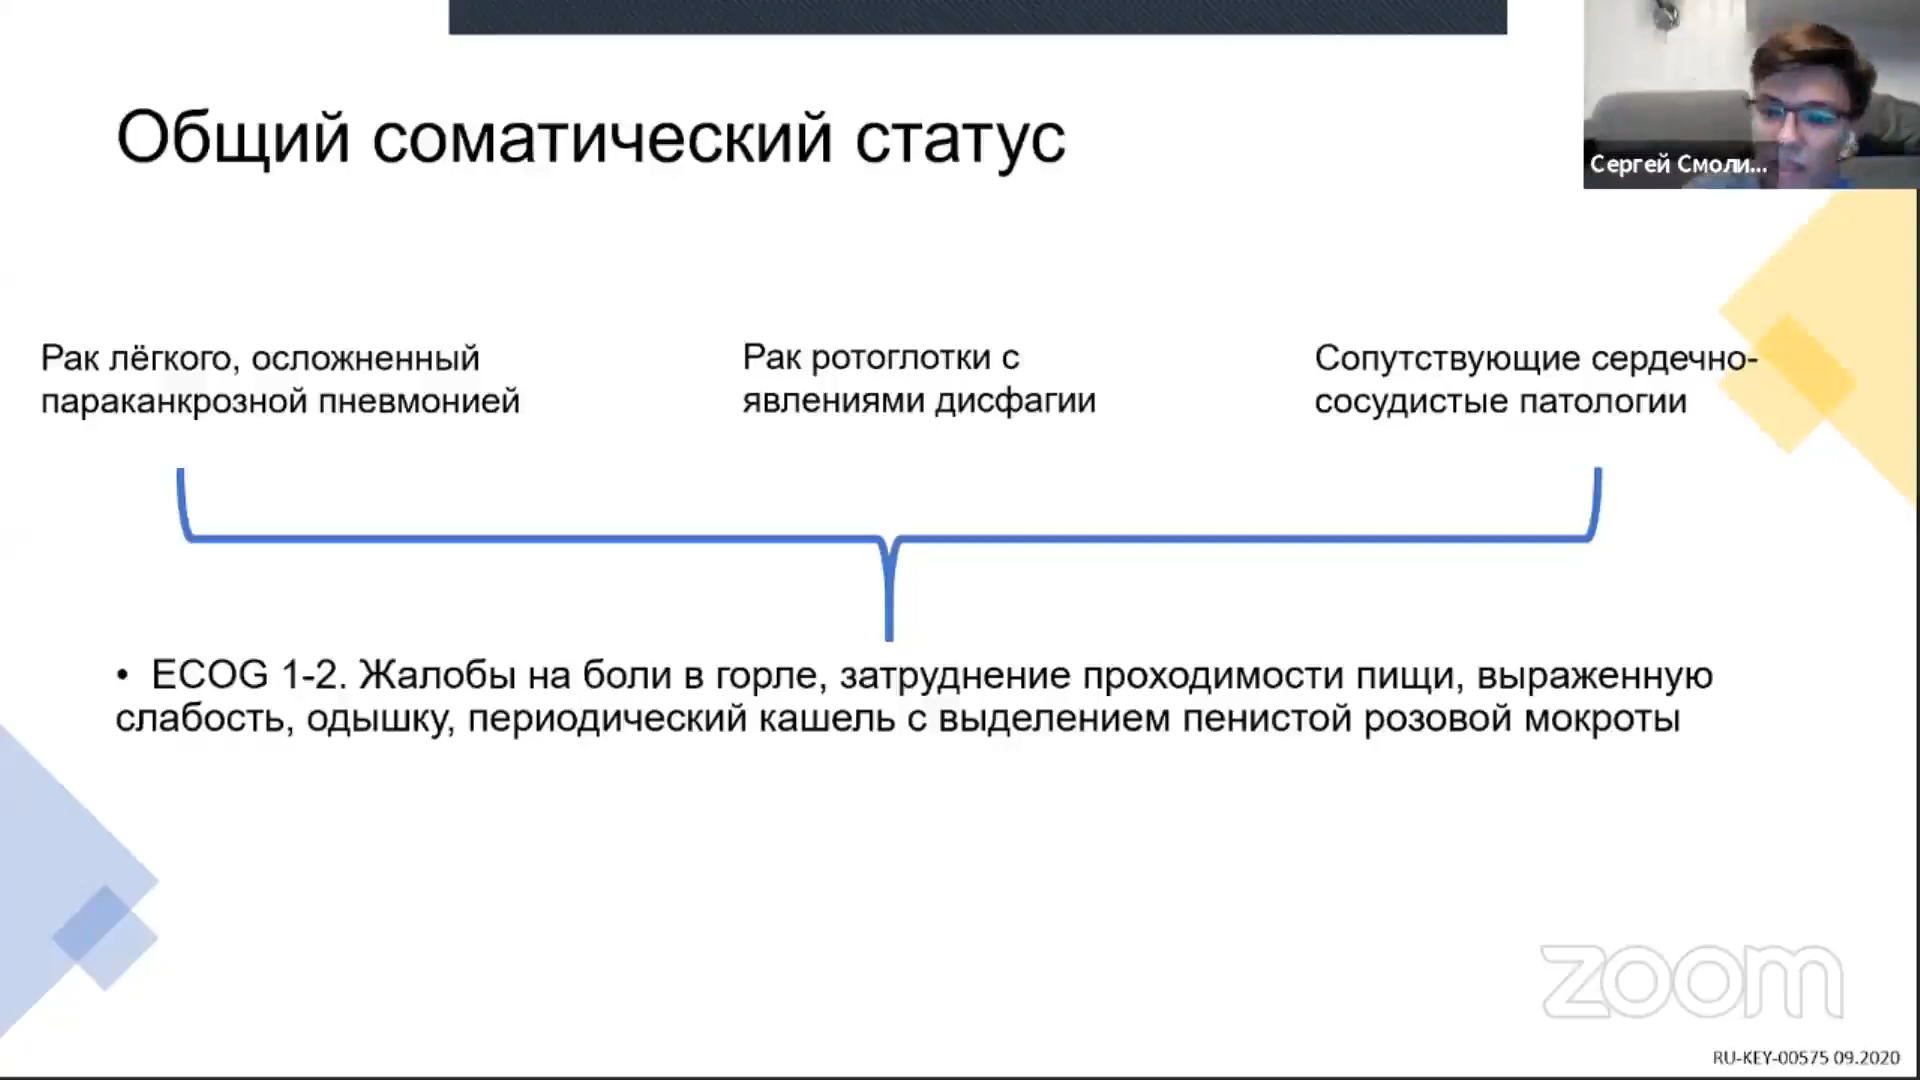 Общий соматический статус
Сергей Смоли...
Рак лёгкого, осложненный
параканкрозной пневмонией
Рак ротоглотки с
явлениями дисфагии
Сопутствующие сердечно-
сосудистые патологии
• ECOG 1-2. Жалобы на боли в горле, затруднение проходимости пищи, выраженную
слабость, одышку, периодический кашель с выделением пенистой розовой мокроты
zoom
RU-KEY-00575 09.2020